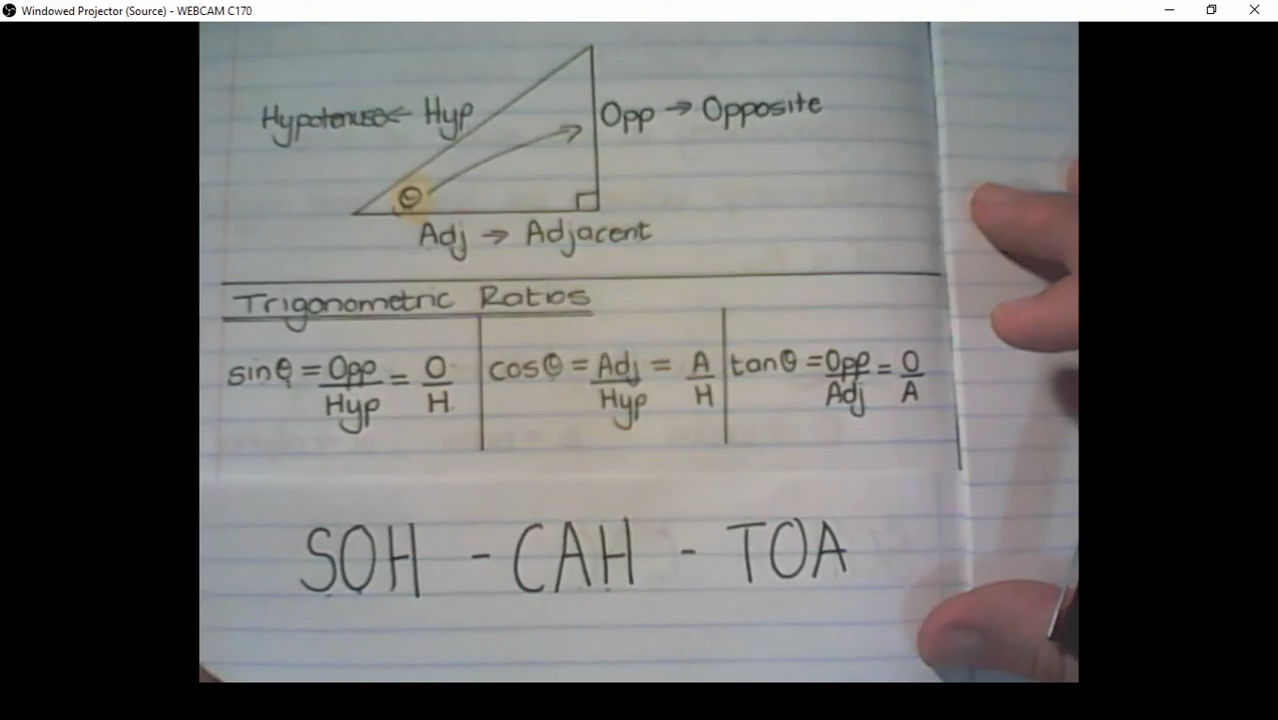 Windowed Projector (Source) - WEBCAM C170
Hypotenuse ← Hyp
Opp → Opposite
θ
Adj → Adjacent
Trigonometric Ratios
sinθ = Opp/Hyp = O/H
cosθ = Adj/Hyp = A/H
tanθ = Opp/Adj = O/A
SOH - CAH - TOA